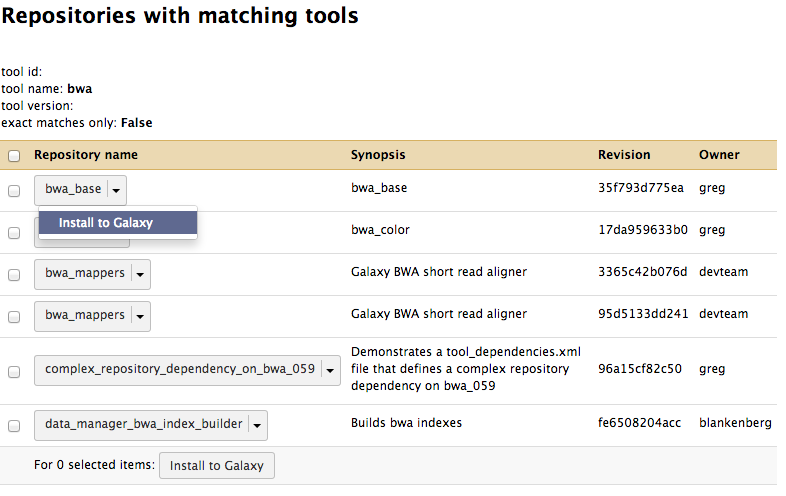 Repositories with matching tools
tool id:
tool name: bwa
tool version:
exact matches only: False
Repository name Synopsis Revision Owner
bwa_base bwa_base 35f793d775ea greg
Install to Galaxy
bwa_color 17da959633b0 greg
bwa_mappers Galaxy BWA short read aligner 3365c42b076d devteam
bwa_mappers Galaxy BWA short read aligner 95d5133dd241 devteam
complex_repository_dependency_on_bwa_059 Demonstrates a tool_dependencies.xml
file that defines a complex repository 96a15cf82c50 greg
dependency on bwa_059
data_manager_bwa_index_builder Builds bwa indexes fe6508204acc blankenberg
For 0 selected items: Install to Galaxy